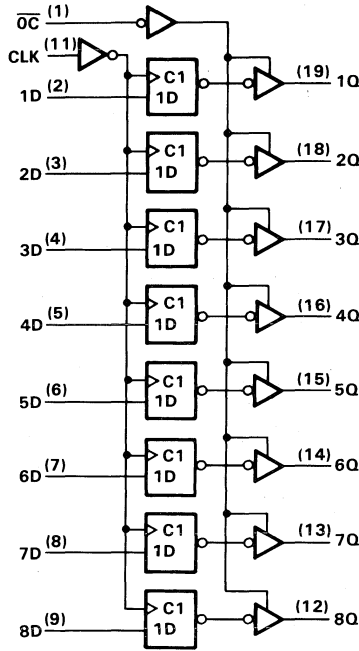 OC (1)
CLK (11)
C1 (19) 1Q
1D (2) 1D
C1 (18) 2Q
2D (3) 1D
C1 (17) 3Q
3D (4) 1D
C1 (16) 4Q
4D (5) 1D
C1 (15) 5Q
5D (6) 1D
C1 (14) 6Q
6D (7) 1D
C1 (13) 7Q
7D (8) 1D
C1 (12) 8Q
8D (9) 1D